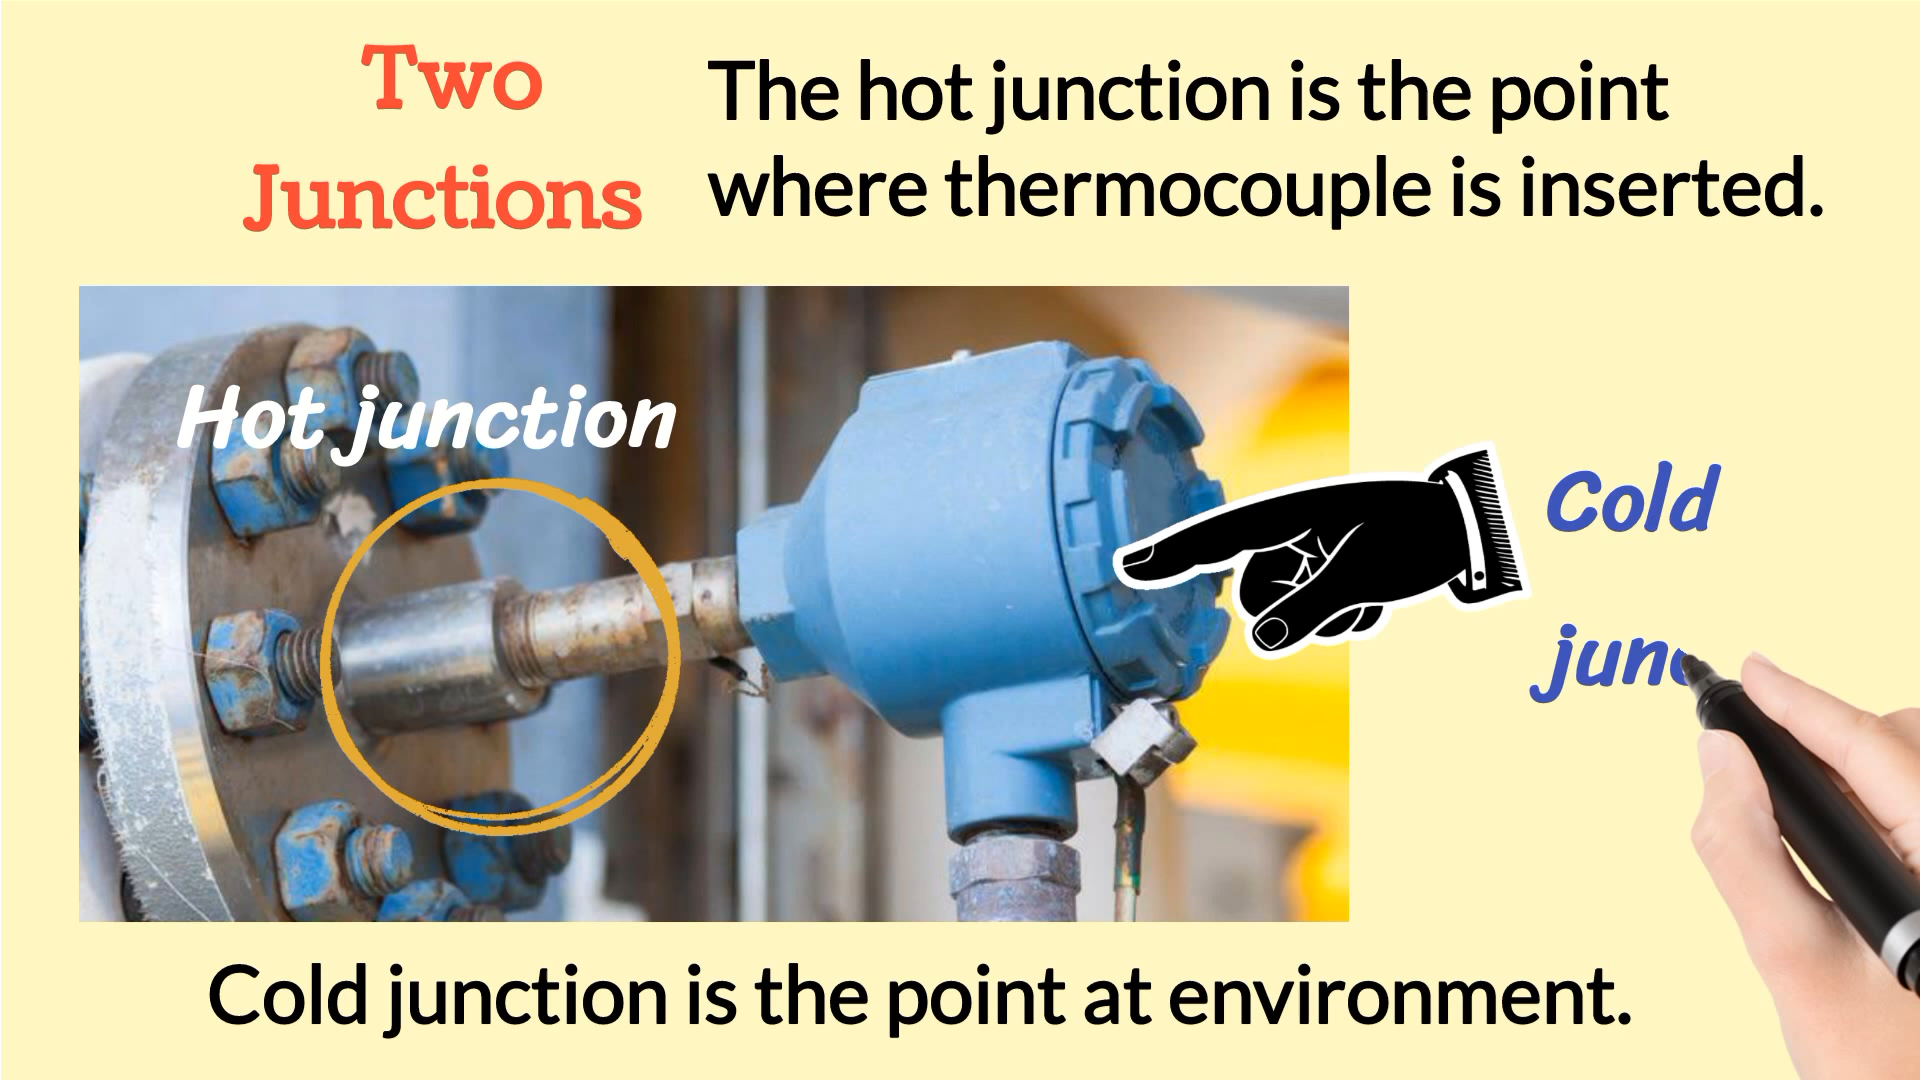 Two
Junctions
The hot junction is the point
where thermocouple is inserted.
Hot junction
Cold
junc
Cold junction is the point at environment.